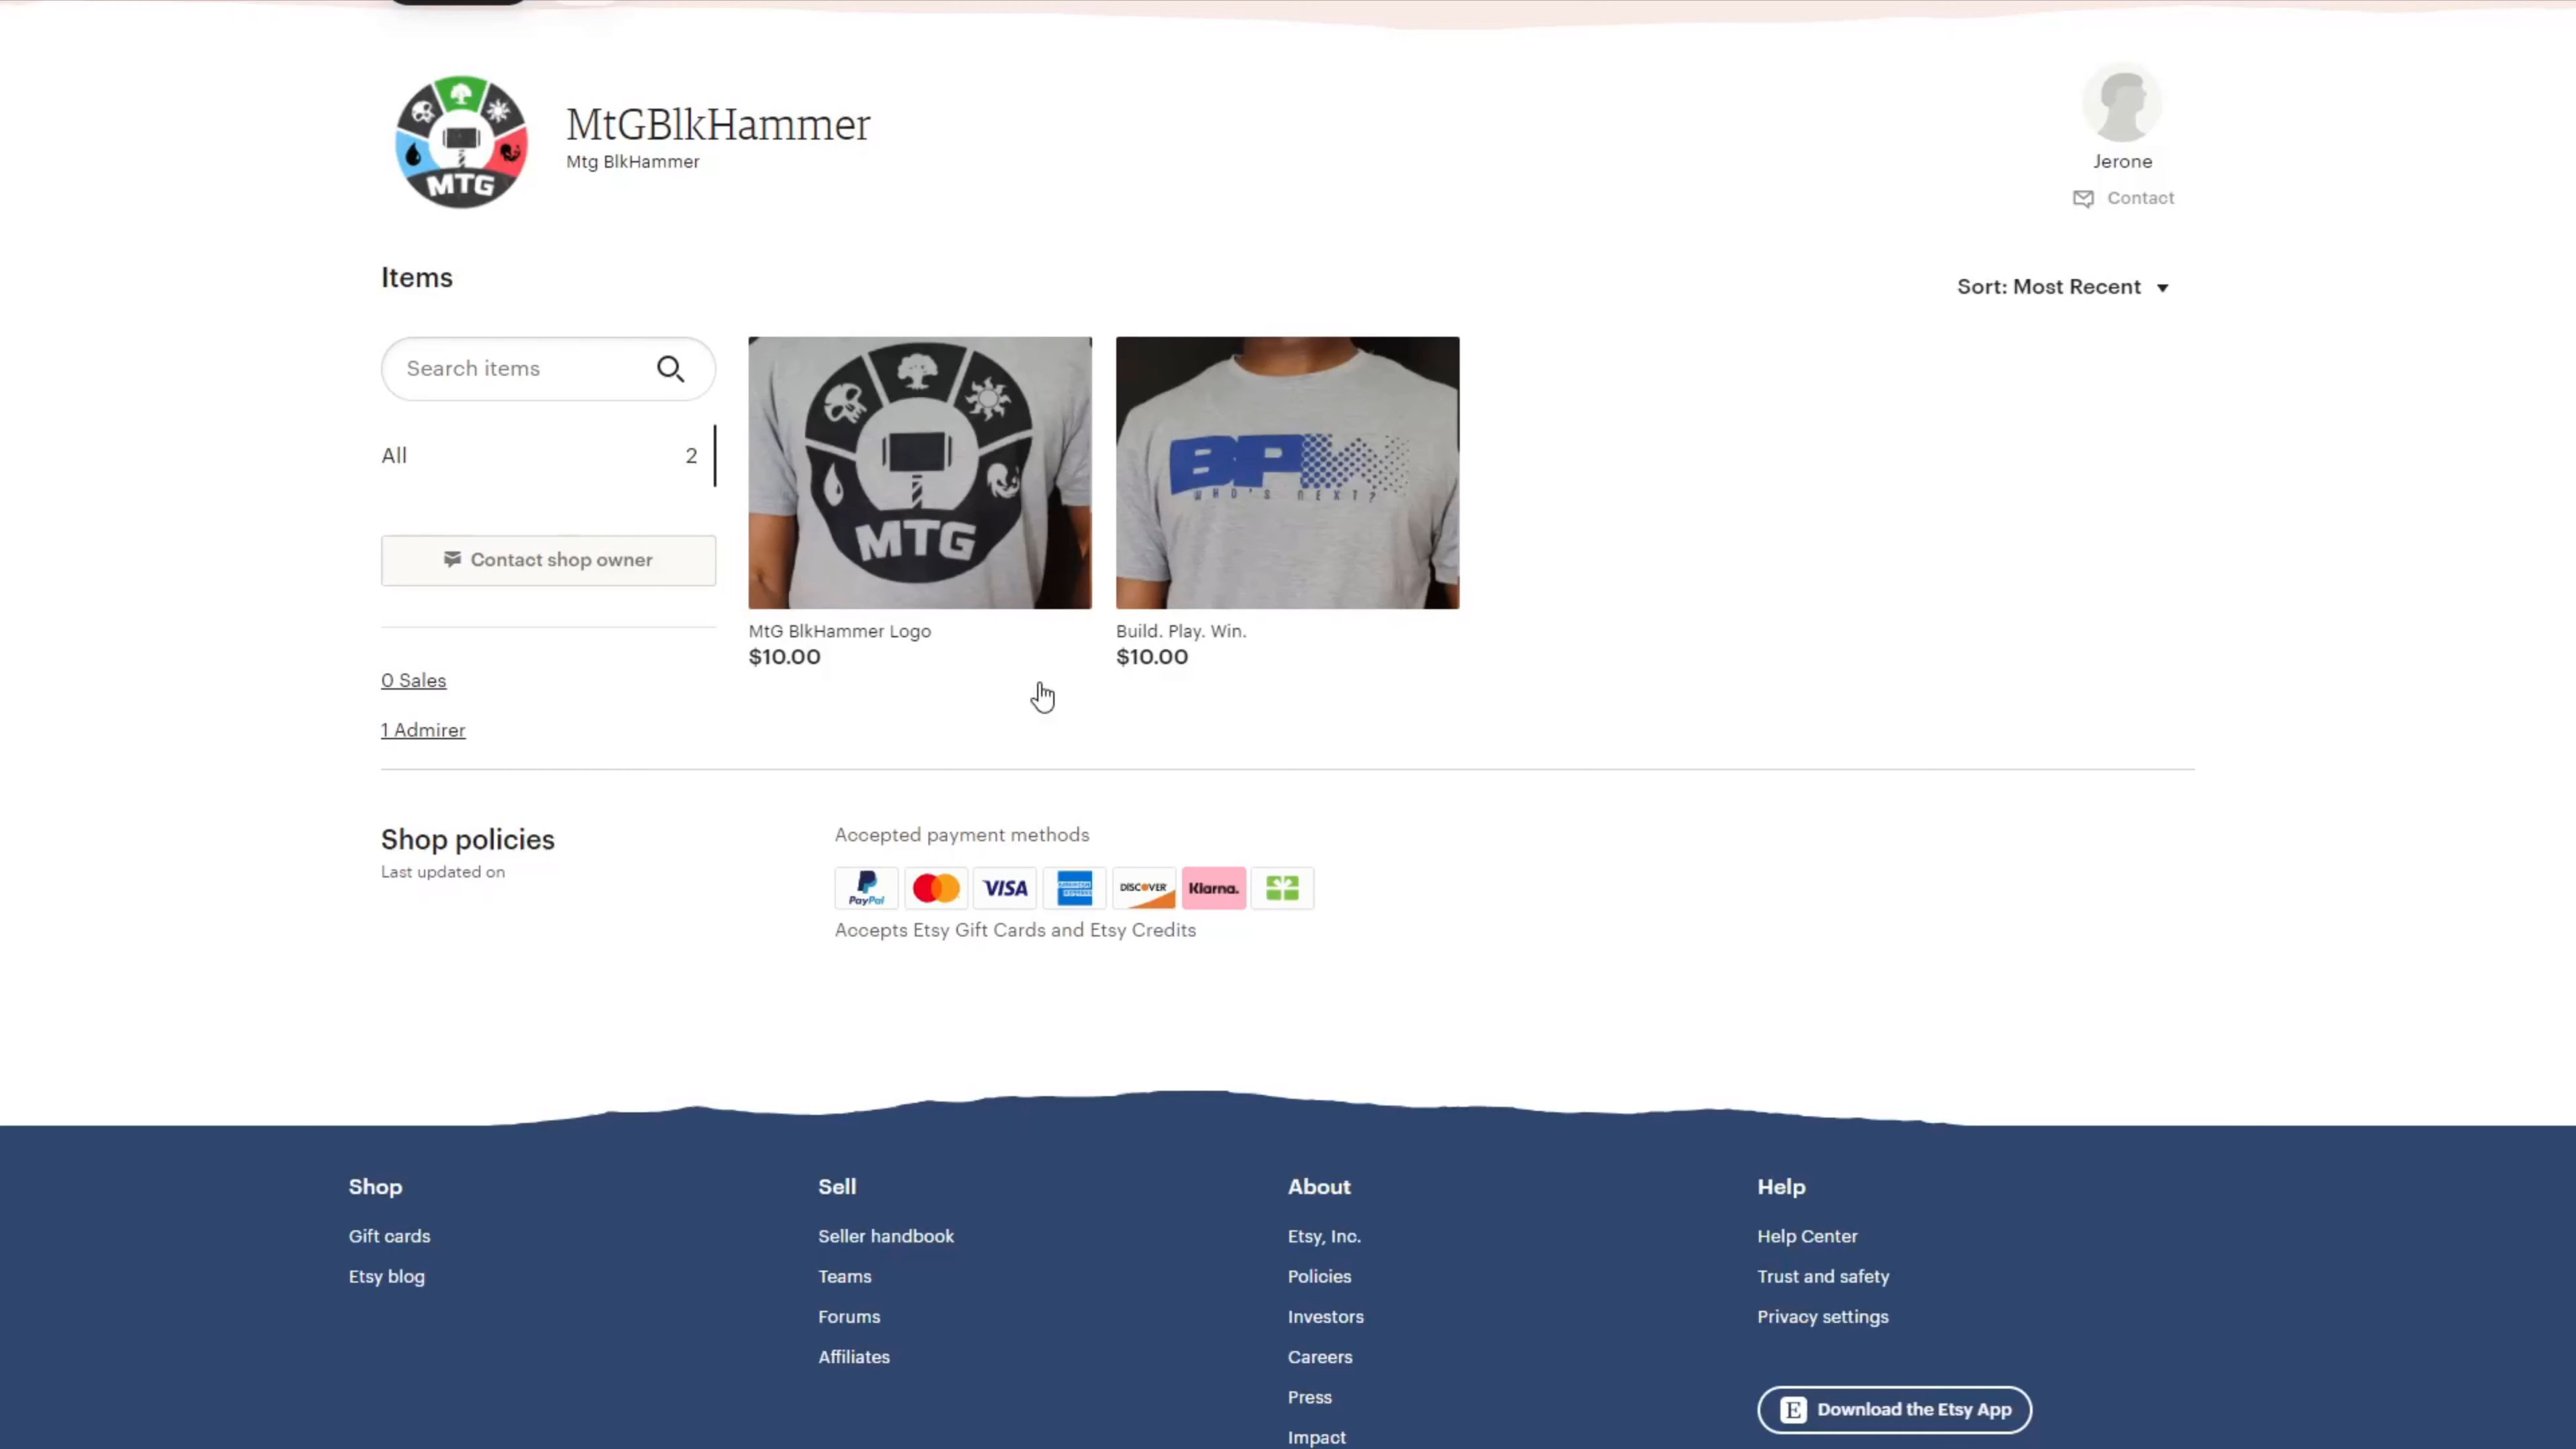 MTG
MtGBlkHammer
Mtg BlkHammer
Jerone
Contact
Items
Sort: Most Recent
Search items
All 2
Contact shop owner
0 Sales
1 Admirer
MTG
MtG BlkHammer Logo
$10.00
BPW
WHO'S NEXT?
Build. Play. Win.
$10.00
Shop policies
Last updated on
Accepted payment methods
PayPal VISA DISCOVER Klarna.
Accepts Etsy Gift Cards and Etsy Credits
Shop
Gift cards
Etsy blog
Sell
Seller handbook
Teams
Forums
Affiliates
About
Etsy, Inc.
Policies
Investors
Careers
Press
Impact
Help
Help Center
Trust and safety
Privacy settings
E Download the Etsy App